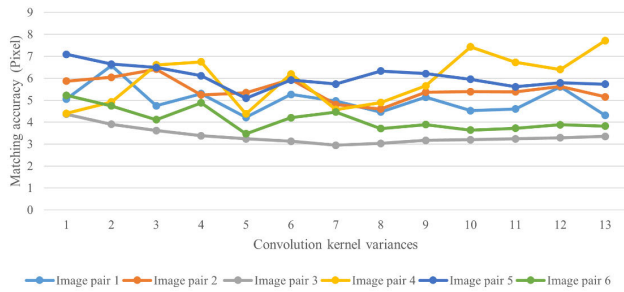 9
8
7
6
5
4
3
2
1
0
Matching accuracy (Pixel)
1 2 3 4 5 6 7 8 9 10 11 12 13
Convolution kernel variances
Image pair 1 Image pair 2 Image pair 3 Image pair 4 Image pair 5 Image pair 6